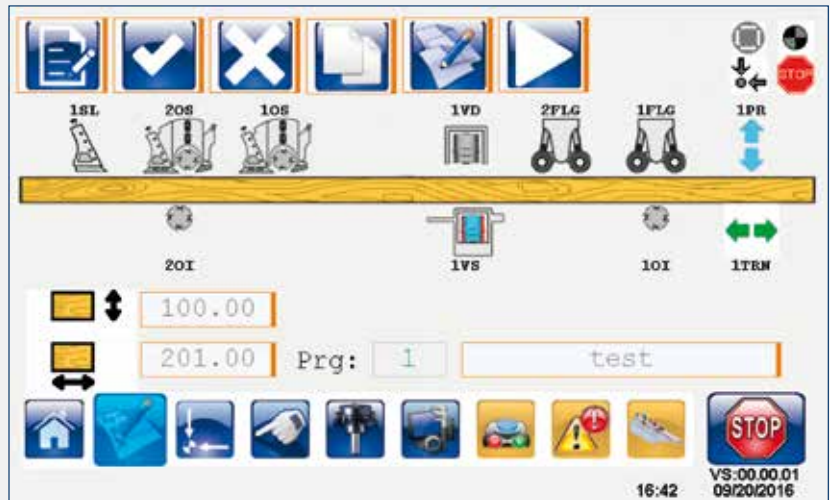 STOP
1SL 2OS 1OS 1VD 2FLG 1FLG 1PR
2OI 1VS 1OI 1TRN
100.00
201.00 Prg: 1 test
STOP
VS:00.00.01
16:42 09/20/2016